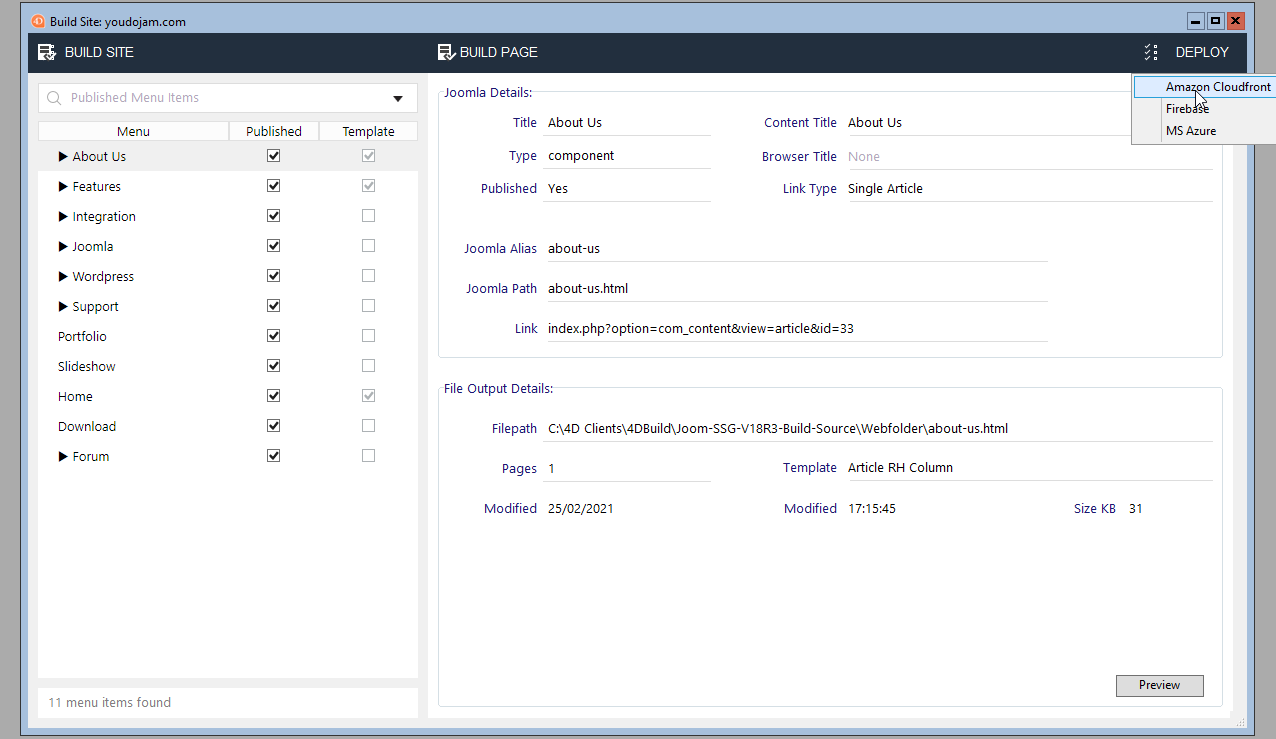 Build Site: youdojam.com
BUILD SITE
BUILD PAGE
DEPLOY
Amazon Cloudfront
Firebase
MS Azure
Published Menu Items
Menu Published Template
About Us
Features
Integration
Joomla
Wordpress
Support
Portfolio
Slideshow
Home
Download
Forum
11 menu items found
Joomla Details:
Title About Us Content Title About Us
Type component Browser Title None
Published Yes Link Type Single Article
Joomla Alias about-us
Joomla Path about-us.html
Link index.php?option=com_content&view=article&id=33
File Output Details:
Filepath C:\4D Clients\4DBuild\Joom-SSG-V18R3-Build-Source\Webfolder\about-us.html
Pages 1 Template Article RH Column
Modified 25/02/2021 Modified 17:15:45 Size KB 31
Preview